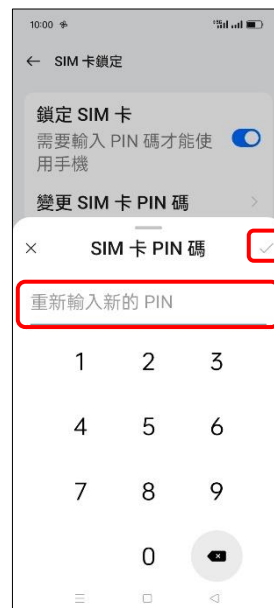 10:00
SIM 卡鎖定
鎖定 SIM 卡
需要輸入 PIN 碼才能使
用手機
變更 SIM 卡 PIN 碼
SIM 卡 PIN 碼
重新輸入新的 PIN
1 2 3
4 5 6
7 8 9
0